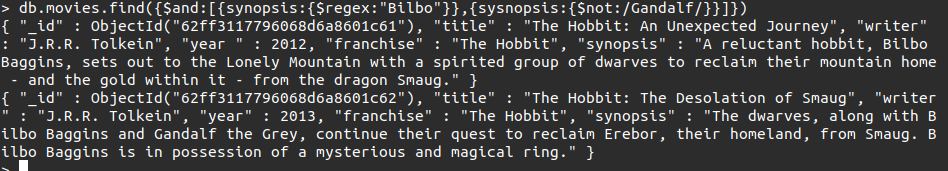 > db.movies.find({$and:[{synopsis:{$regex:"Bilbo"}},{sysnopsis:{$not:/Gandalf/}}]})
{ "_id" : ObjectId("62ff3117796068d6a8601c61"), "title" : "The Hobbit: An Unexpected Journey", "writer"
: "J.R.R. Tolkein", "year " : 2012, "franchise" : "The Hobbit", "synopsis" : "A reluctant hobbit, Bilbo
Baggins, sets out to the Lonely Mountain with a spirited group of dwarves to reclaim their mountain home
- and the gold within it - from the dragon Smaug." }
{ "_id" : ObjectId("62ff3117796068d6a8601c62"), "title" : "The Hobbit: The Desolation of Smaug", "writer
" : "J.R.R. Tolkein", "year" : 2013, "franchise" : "The Hobbit", "synopsis" : "The dwarves, along with B
ilbo Baggins and Gandalf the Grey, continue their quest to reclaim Erebor, their homeland, from Smaug. B
ilbo Baggins is in possession of a mysterious and magical ring." }
>